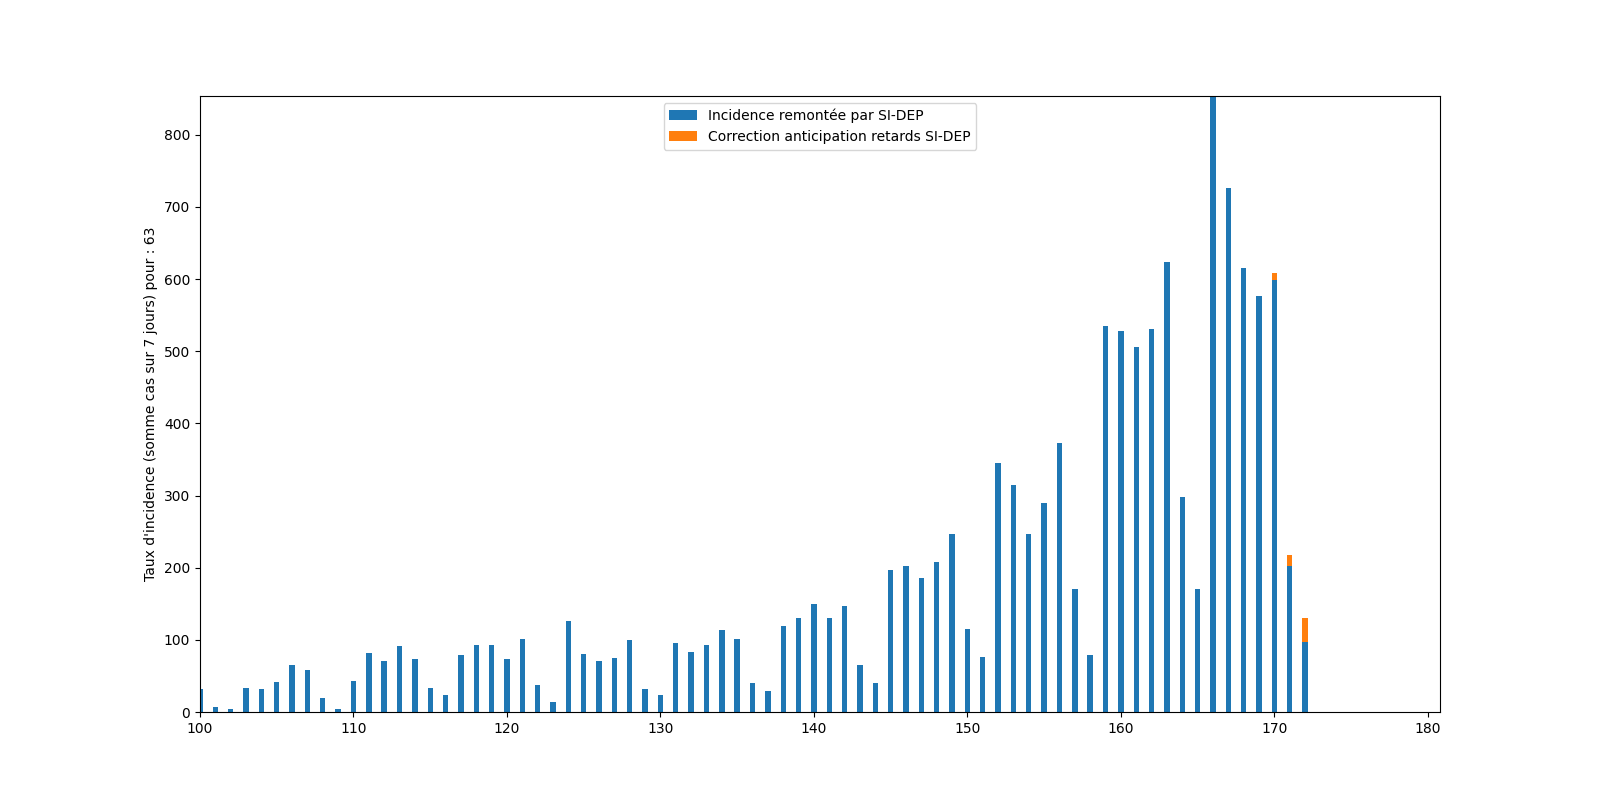 Incidence remontée par SI-DEP
Correction anticipation retards SI-DEP
Taux d'incidence (somme cas sur 7 jours) pour : 63
800
700
600
500
400
300
200
100
0
100 110 120 130 140 150 160 170 180